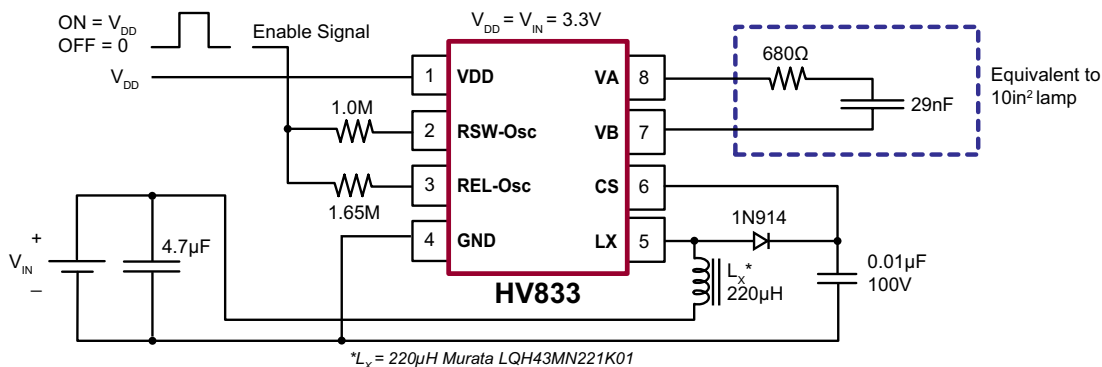 ON = VDD
OFF = 0
Enable Signal
VDD = VIN = 3.3V
VDD
1 VDD
VA 8
680Ω
29nF
Equivalent to
10in² lamp
1.0M
2 RSW-Osc
VB 7
1.65M
3 REL-Osc
CS 6
4 GND
LX 5
1N914
+
VIN
–
4.7µF
LX*
220µH
0.01µF
100V
HV833
*LX = 220µH Murata LQH43MN221K01